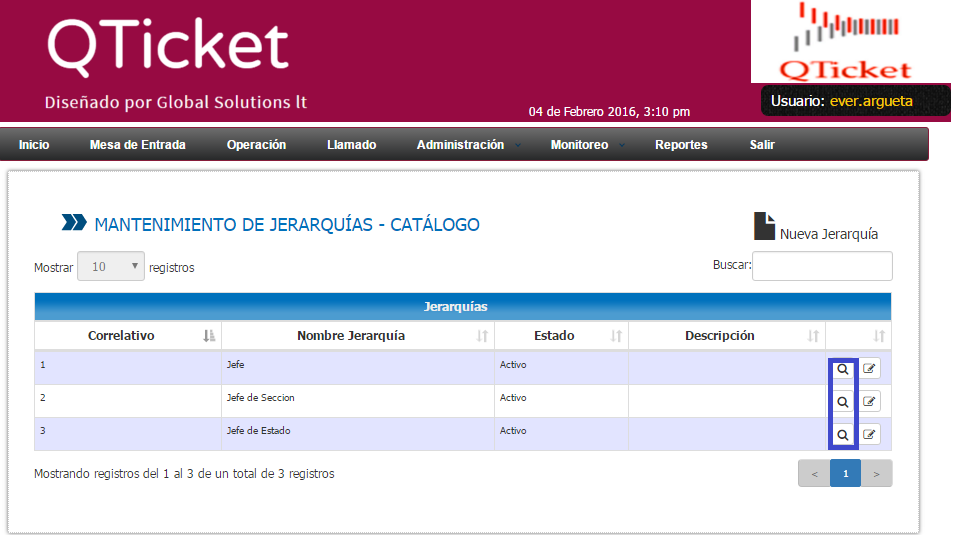 QTicket
QTicket
Diseñado por Global Solutions lt
04 de Febrero 2016, 3:10 pm
Usuario: ever.argueta
Inicio Mesa de Entrada Operación Llamado Administración Monitoreo Reportes Salir
MANTENIMIENTO DE JERARQUÍAS - CATÁLOGO
Nueva Jerarquía
Mostrar 10 registros
Buscar:
Jerarquías
Correlativo Nombre Jerarquía Estado Descripción
1 Jefe Activo
2 Jefe de Seccion Activo
3 Jefe de Estado Activo
Mostrando registros del 1 al 3 de un total de 3 registros
< 1 >